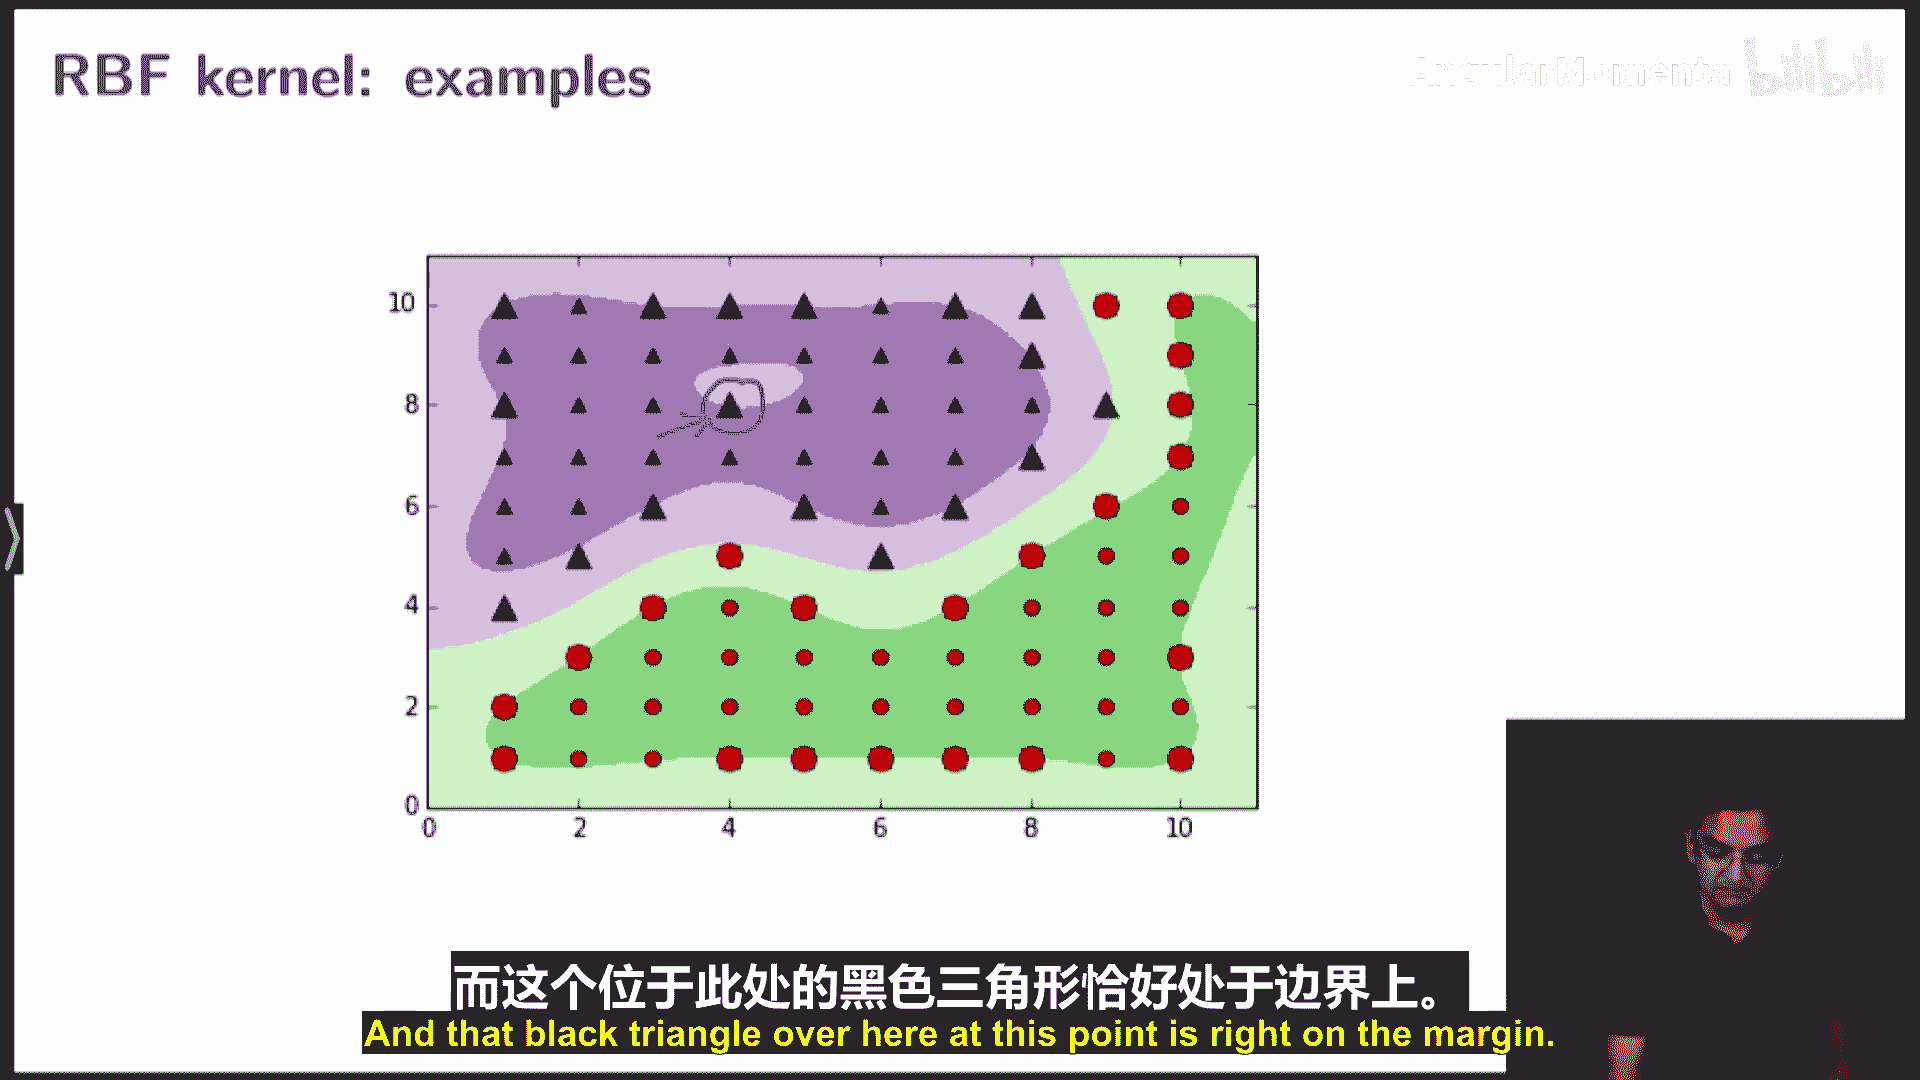 RBF kernel: examples
AngularMomenta bilibili
10
8
6
4
2
0
0 2 4 6 8 10
而这个位于此处的黑色三角形恰好处于边界上。
And that black triangle over here at this point is right on the margin.